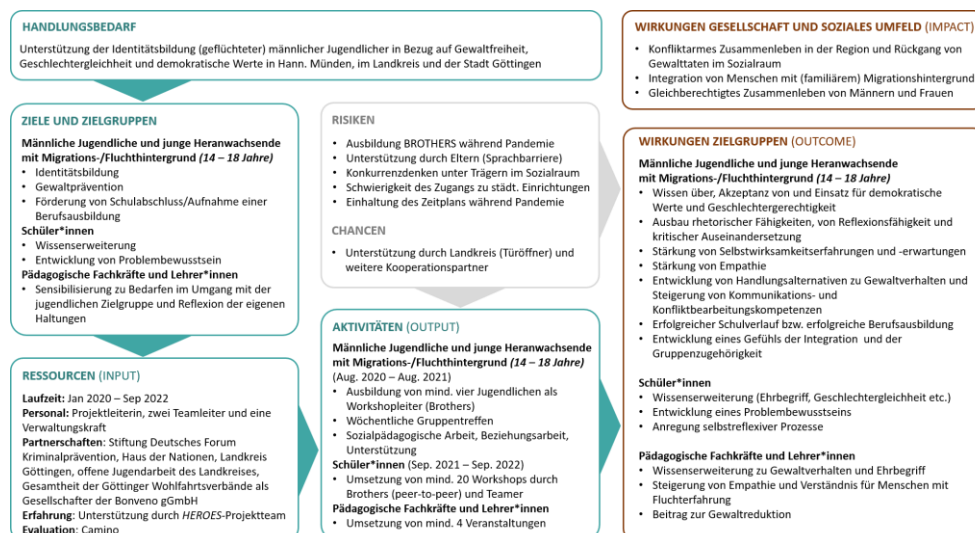 HANDLUNGSBEDARF
Unterstützung der Identitätsbildung (geflüchteter) männlicher Jugendlicher in Bezug auf Gewaltfreiheit,
Geschlechtergleichheit und demokratische Werte in Hann. Münden, im Landkreis und der Stadt Göttingen
ZIELE UND ZIELGRUPPEN
Männliche Jugendliche und junge Heranwachsende
mit Migrations-/Fluchthintergrund (14 – 18 Jahre)
• Identitätsbildung
• Gewaltprävention
• Förderung von Schulabschluss/Aufnahme einer
Berufsausbildung
Schüler*innen
• Wissenserweiterung
• Entwicklung von Problembewusstsein
Pädagogische Fachkräfte und Lehrer*innen
• Sensibilisierung zu Bedarfen im Umgang mit der
jugendlichen Zielgruppe und Reflexion der eigenen
Haltungen
RESSOURCEN (INPUT)
Laufzeit: Jan 2020 – Sep 2022
Personal: Projektleiterin, zwei Teamleiter und eine
Verwaltungskraft
Partnerschaften: Stiftung Deutsches Forum
Kriminalprävention, Haus der Nationen, Landkreis
Göttingen, offene Jugendarbeit des Landkreises,
Gesamtheit der Göttinger Wohlfahrtsverbände als
Gesellschafter der Bonveno gGmbH
Erfahrung: Unterstützung durch HEROES-Projektteam
Evaluation: Camino
RISIKEN
• Ausbildung BROTHERS während Pandemie
• Unterstützung durch Eltern (Sprachbarriere)
• Konkurrenzdenken unter Trägern im Sozialraum
• Schwierigkeit des Zugangs zu städt. Einrichtungen
• Einhaltung des Zeitplans während Pandemie
CHANCEN
• Unterstützung durch Landkreis (Türöffner) und
weitere Kooperationspartner
AKTIVITÄTEN (OUTPUT)
Männliche Jugendliche und junge Heranwachsende
mit Migrations-/Fluchthintergrund (14 – 18 Jahre)
(Aug. 2020 – Aug. 2021)
• Ausbildung von mind. vier Jugendlichen als
Workshopleiter (Brothers)
• Wöchentliche Gruppentreffen
• Sozialpädagogische Arbeit, Beziehungsarbeit,
Unterstützung
Schüler*innen (Sep. 2021 – Sep. 2022)
• Umsetzung von mind. 20 Workshops durch
Brothers (peer-to-peer) und Teamer
Pädagogische Fachkräfte und Lehrer*innen
• Umsetzung von mind. 4 Veranstaltungen
WIRKUNGEN GESELLSCHAFT UND SOZIALES UMFELD (IMPACT)
• Konfliktarmes Zusammenleben in der Region und Rückgang von
Gewalttaten im Sozialraum
• Integration von Menschen mit (familiärem) Migrationshintergrund
• Gleichberechtigtes Zusammenleben von Männern und Frauen
WIRKUNGEN ZIELGRUPPEN (OUTCOME)
Männliche Jugendliche und junge Heranwachsende
mit Migrations-/Fluchthintergrund (14 – 18 Jahre)
• Wissen über, Akzeptanz von und Einsatz für demokratische
Werte und Geschlechtergerechtigkeit
• Ausbau rhetorischer Fähigkeiten, von Reflexionsfähigkeit und
kritischer Auseinandersetzung
• Stärkung von Selbstwirksamkeitserfahrungen und -erwartungen
• Stärkung von Empathie
• Entwicklung von Handlungsalternativen zu Gewaltverhalten und
Steigerung von Kommunikations- und
Konfliktbearbeitungskompetenzen
• Erfolgreicher Schulverlauf bzw. erfolgreiche Berufsausbildung
• Entwicklung eines Gefühls der Integration und der
Gruppenzugehörigkeit
Schüler*innen
• Wissenserweiterung (Ehrbegriff, Geschlechtergleichheit etc.)
• Entwicklung eines Problembewusstseins
• Anregung selbstreflexiver Prozesse
Pädagogische Fachkräfte und Lehrer*innen
• Wissenserweiterung zu Gewaltverhalten und Ehrbegriff
• Steigerung von Empathie und Verständnis für Menschen mit
Fluchterfahrung
• Beitrag zur Gewaltreduktion